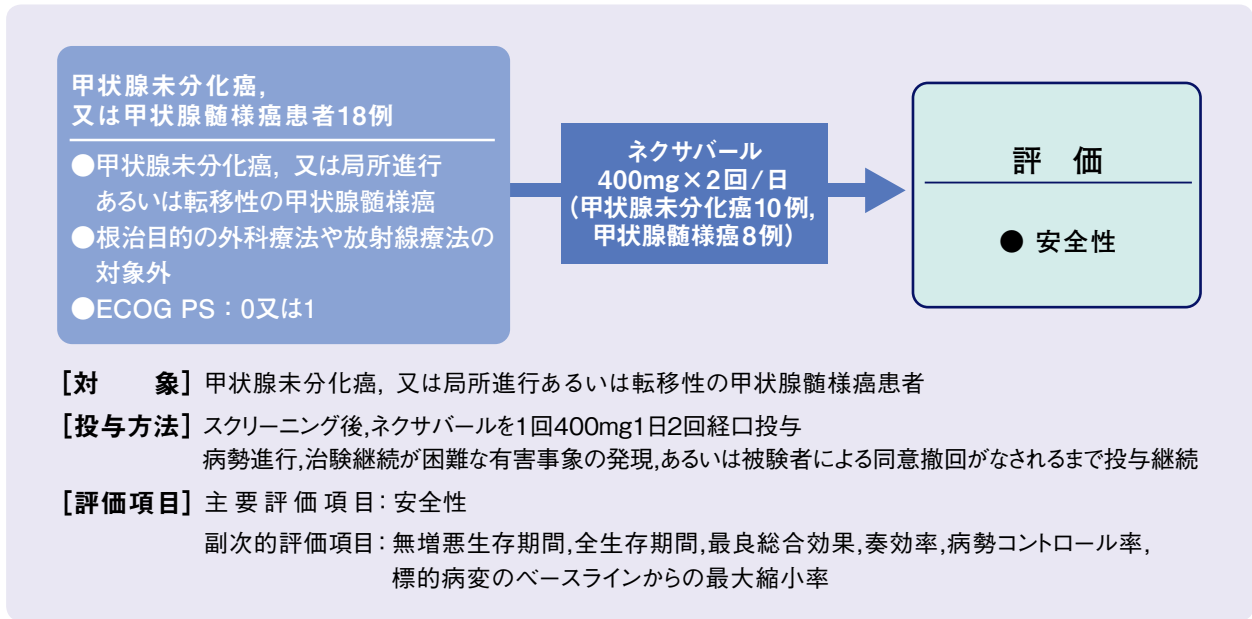 甲状腺未分化癌,
又は甲状腺髄様癌患者18例
●甲状腺未分化癌, 又は局所進行
あるいは転移性の甲状腺髄様癌
●根治目的の外科療法や放射線療法の
対象外
●ECOG PS：0又は1
ネクサバール
400mg×2回/日
(甲状腺未分化癌10例,
甲状腺髄様癌8例)
評 価
● 安全性
[対 象] 甲状腺未分化癌, 又は局所進行あるいは転移性の甲状腺髄様癌患者
[投与方法] スクリーニング後,ネクサバールを1回400mg1日2回経口投与
病勢進行,治験継続が困難な有害事象の発現,あるいは被験者による同意撤回がなされるまで投与継続
[評価項目] 主要評価項目：安全性
副次的評価項目：無増悪生存期間,全生存期間,最良総合効果,奏効率,病勢コントロール率,
標的病変のベースラインからの最大縮小率